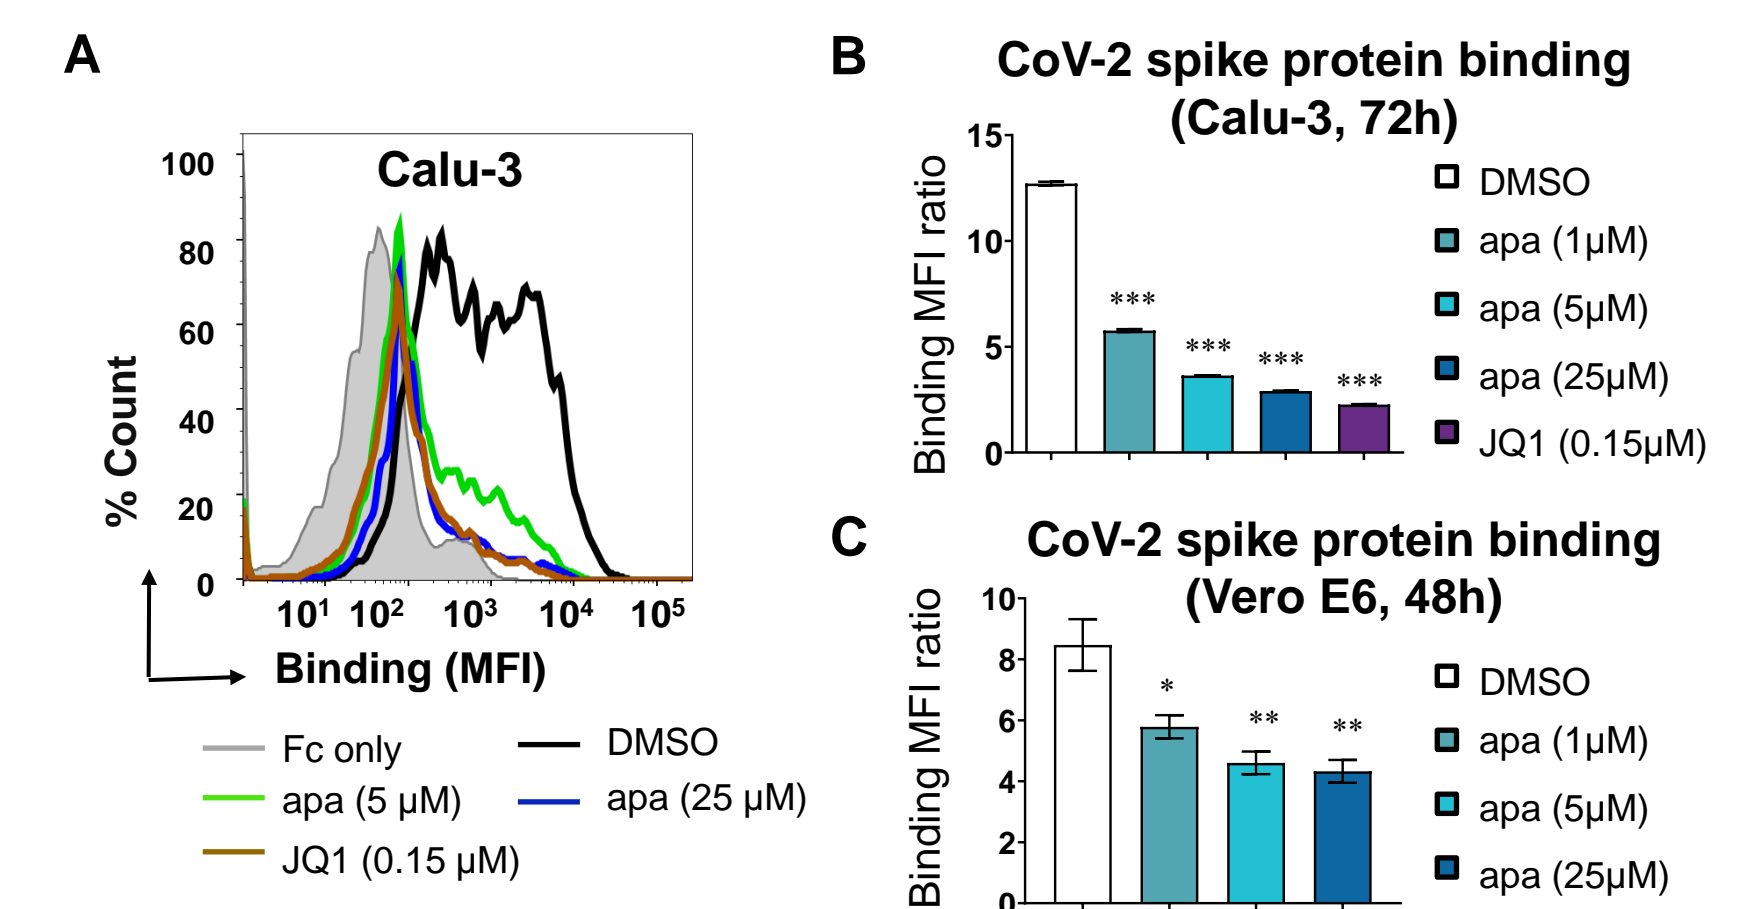 A
Calu-3
100
80
60
40
20
0
% Count
10¹ 10² 10³ 10⁴ 10⁵
Binding (MFI)
Fc only
DMSO
apa (5 µM)
apa (25 µM)
JQ1 (0.15 µM)
B
CoV-2 spike protein binding
(Calu-3, 72h)
Binding MFI ratio
15
10
5
0
***
***
***
***
DMSO
apa (1µM)
apa (5µM)
apa (25µM)
JQ1 (0.15µM)
C
CoV-2 spike protein binding
(Vero E6, 48h)
Binding MFI ratio
10
8
6
4
2
0
*
**
**
DMSO
apa (1µM)
apa (5µM)
apa (25µM)